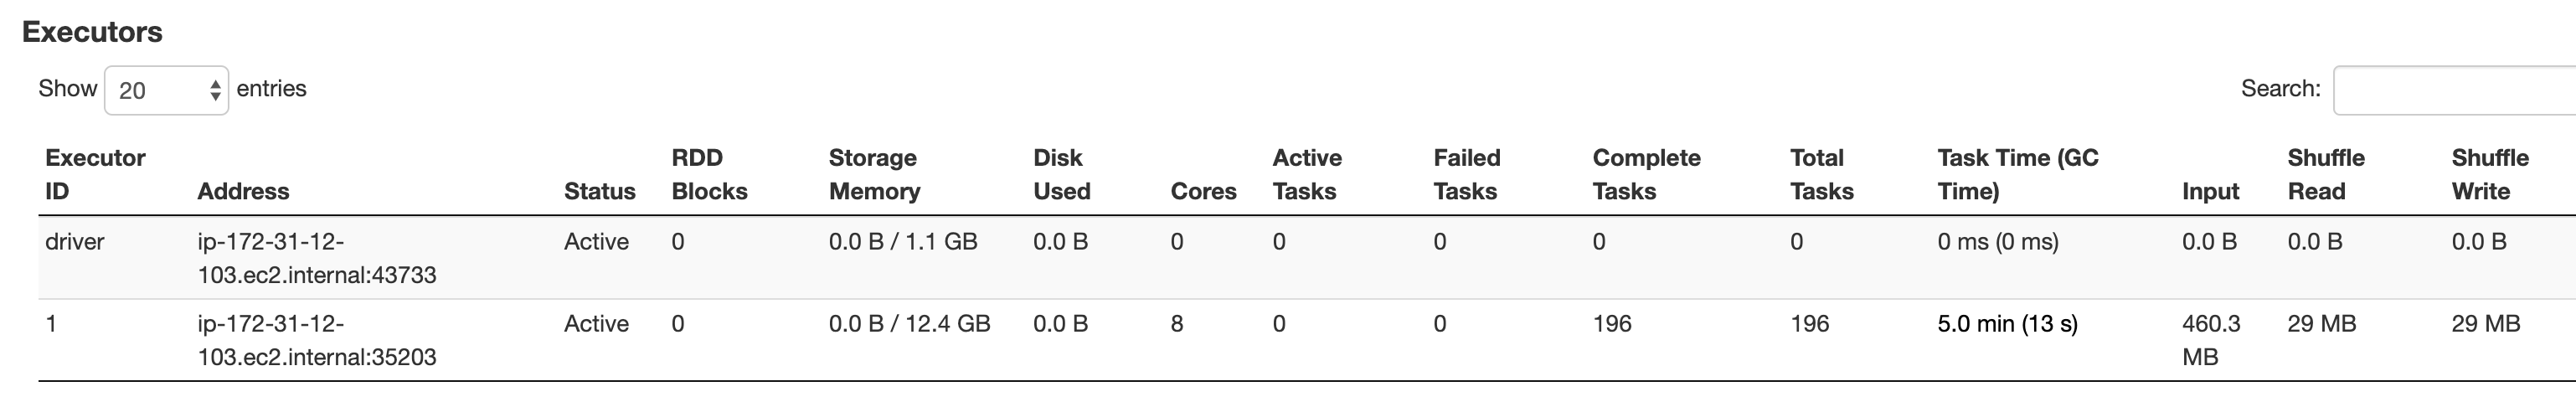 Executors
Show 20 entries Search:
Executor RDD Storage Disk Active Failed Complete Total Task Time (GC Shuffle Shuffle
ID Address Status Blocks Memory Used Cores Tasks Tasks Tasks Tasks Time) Input Read Write
driver ip-172-31-12- Active 0 0.0 B / 1.1 GB 0.0 B 0 0 0 0 0 0 ms (0 ms) 0.0 B 0.0 B 0.0 B
103.ec2.internal:43733
1 ip-172-31-12- Active 0 0.0 B / 12.4 GB 0.0 B 8 0 0 196 196 5.0 min (13 s) 460.3 29 MB 29 MB
103.ec2.internal:35203 MB